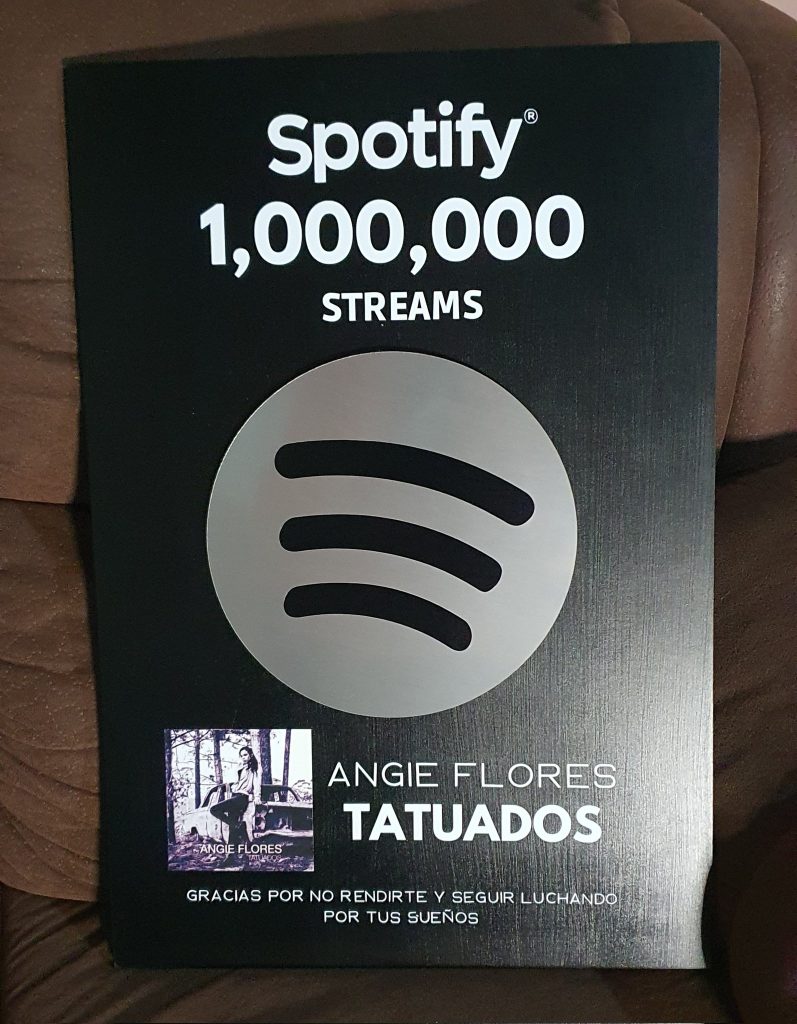 Spotify®
1,000,000
STREAMS
ANGIE FLORES
TATUADOS
ANGIE FLORES
TATUADOS
GRACIAS POR NO RENDIRTE Y SEGUIR LUCHANDO
POR TUS SUEÑOS